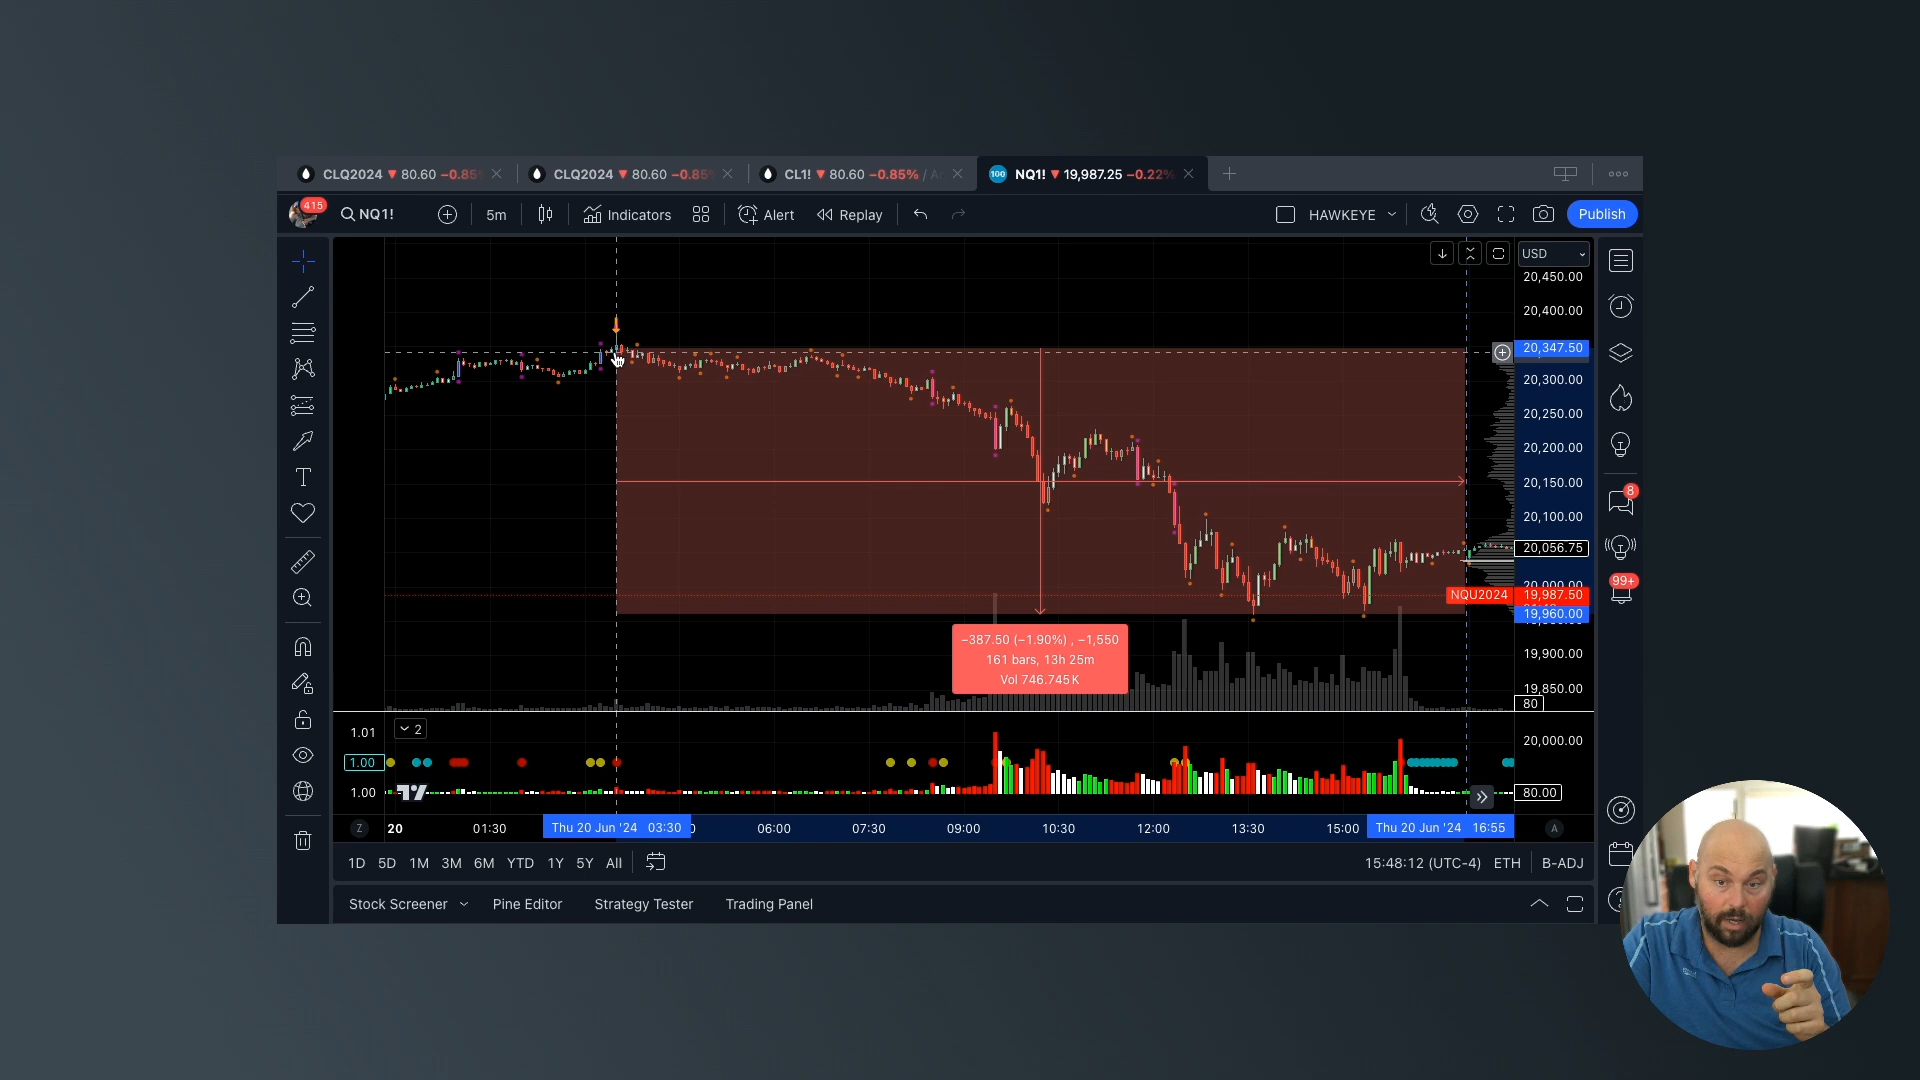 CLQ2024 80.60 −0.85
CLQ2024 80.60 −0.85
CL1! 80.60 −0.85% / A
100 NQ1! 19,987.25 −0.22%
415
NQ1!
5m
Indicators
Alert
Replay
HAWKEYE
Publish
USD
20,450.00
20,400.00
20,347.50
20,300.00
20,250.00
20,200.00
20,150.00
20,100.00
20,056.75
20,000.00
NQU2024 19,987.50
19,960.00
19,900.00
19,850.00
80
−387.50 (−1.90%) , −1,550
161 bars, 13h 25m
Vol 746.745K
8
99+
2
1.01
1.00
1.00
20,000.00
80.00
Z
20
01:30
Thu 20 Jun '24 03:30
06:00
07:30
09:00
10:30
12:00
13:30
15:00
Thu 20 Jun '24 16:55
A
1D 5D 1M 3M 6M YTD 1Y 5Y All
15:48:12 (UTC-4) ETH B-ADJ
Stock Screener Pine Editor Strategy Tester Trading Panel